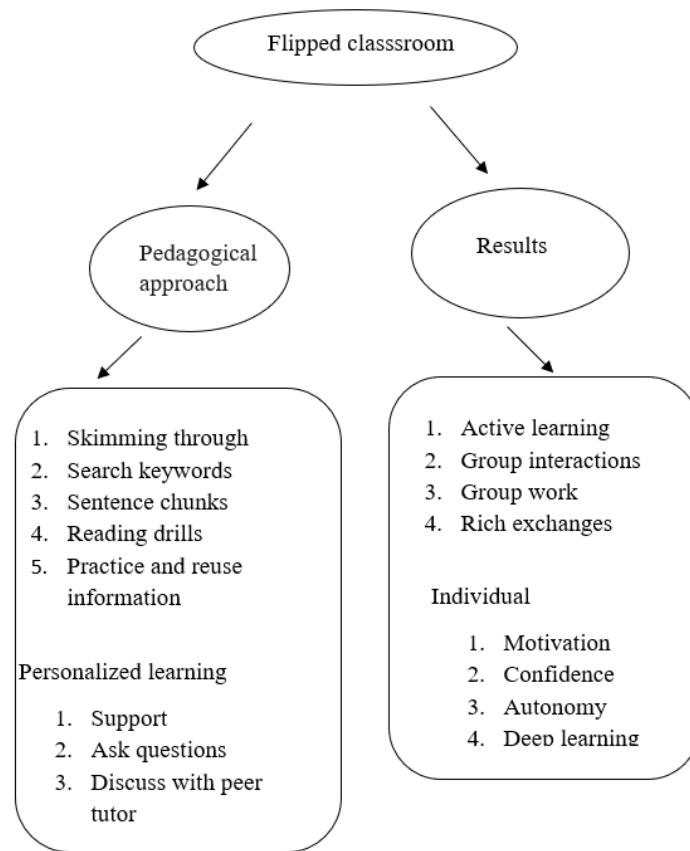 Flipped classsroom
Pedagogical
approach
Results
1. Skimming through
2. Search keywords
3. Sentence chunks
4. Reading drills
5. Practice and reuse
information
Personalized learning
1. Support
2. Ask questions
3. Discuss with peer
tutor
1. Active learning
2. Group interactions
3. Group work
4. Rich exchanges
Individual
1. Motivation
2. Confidence
3. Autonomy
4. Deep learning